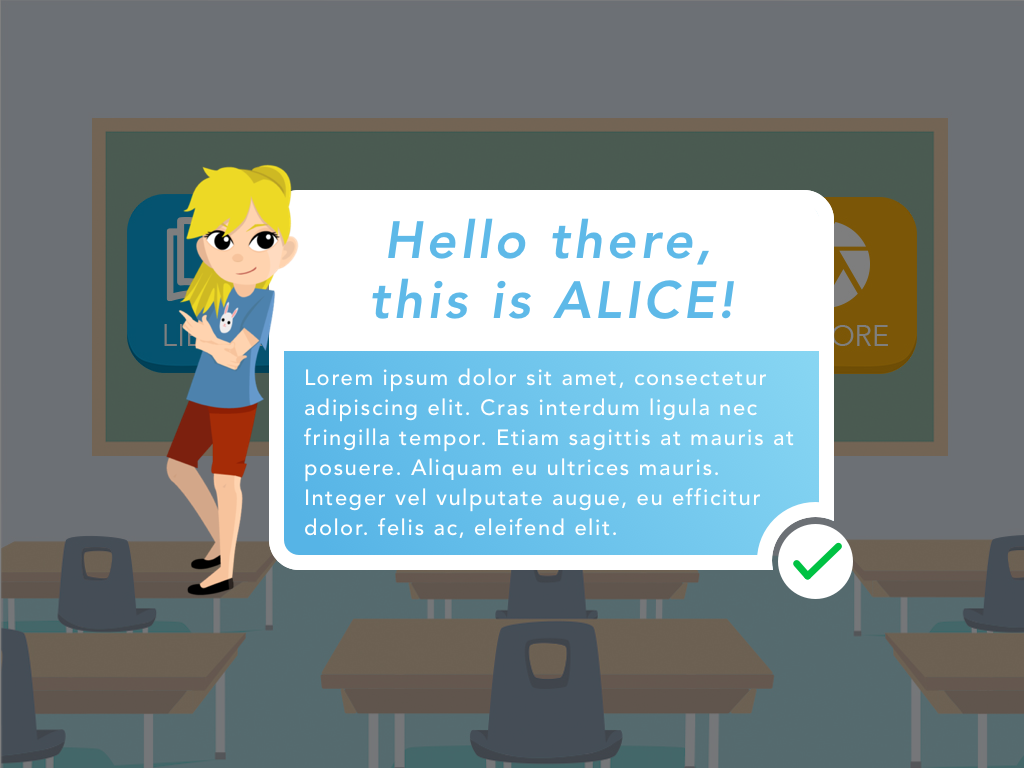 Hello there,
this is ALICE!
Lorem ipsum dolor sit amet, consectetur
adipiscing elit. Cras interdum ligula nec
fringilla tempor. Etiam sagittis at mauris at
posuere. Aliquam eu ultrices mauris.
Integer vel vulputate augue, eu efficitur
dolor. felis ac, eleifend elit.